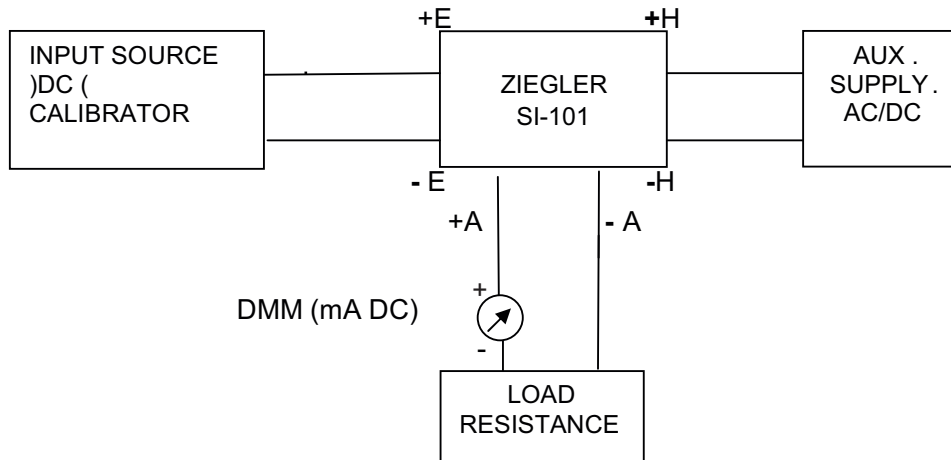 +E
+H
INPUT SOURCE
)DC (
CALIBRATOR
ZIEGLER
SI-101
AUX .
SUPPLY .
AC/DC
- E
-H
+A
- A
DMM (mA DC)
+
-
LOAD
RESISTANCE